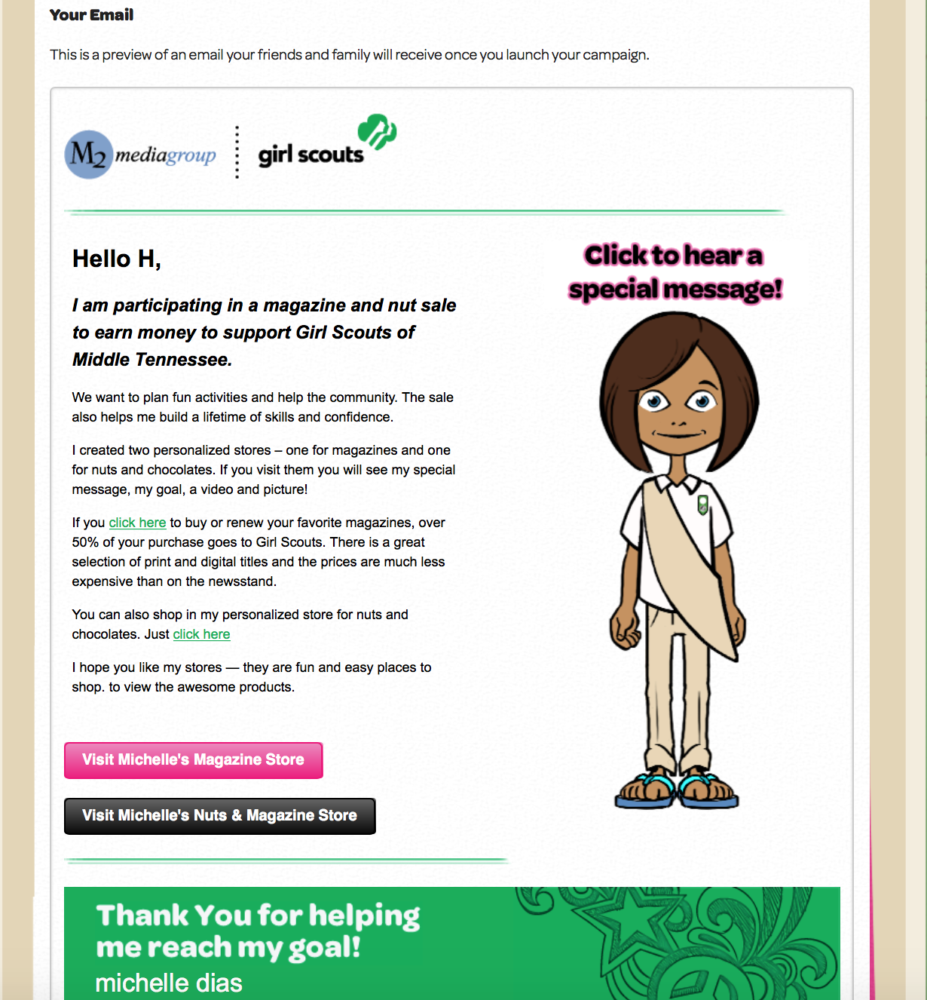 Your Email
This is a preview of an email your friends and family will receive once you launch your campaign.
M2 mediagroup
girl scouts
Hello H,
Click to hear a
special message!
I am participating in a magazine and nut sale
to earn money to support Girl Scouts of
Middle Tennessee.
We want to plan fun activities and help the community. The sale
also helps me build a lifetime of skills and confidence.
I created two personalized stores – one for magazines and one
for nuts and chocolates. If you visit them you will see my special
message, my goal, a video and picture!
If you click here to buy or renew your favorite magazines, over
50% of your purchase goes to Girl Scouts. There is a great
selection of print and digital titles and the prices are much less
expensive than on the newsstand.
You can also shop in my personalized store for nuts and
chocolates. Just click here
I hope you like my stores — they are fun and easy places to
shop. to view the awesome products.
Visit Michelle's Magazine Store
Visit Michelle's Nuts & Magazine Store
Thank You for helping
me reach my goal!
michelle dias